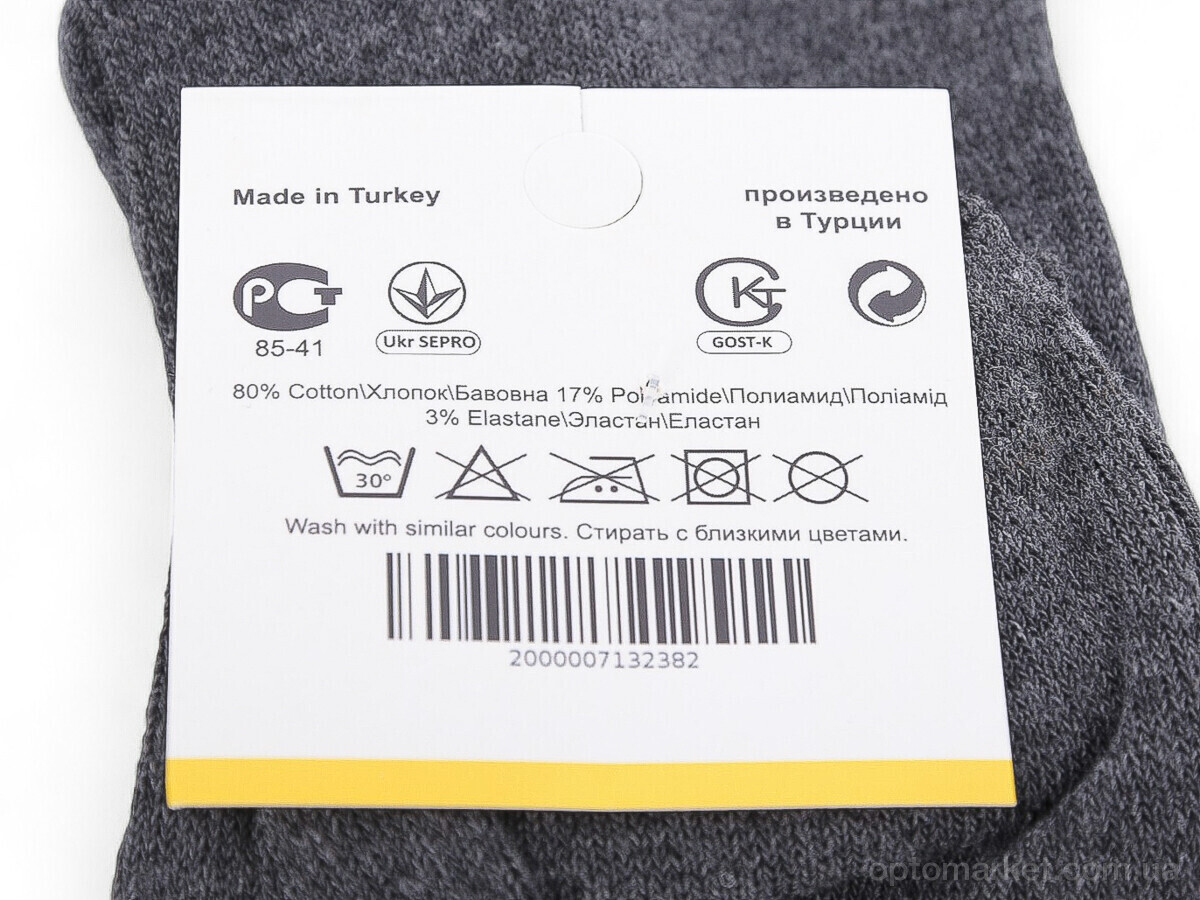 Made in Turkey
произведено
в Турции
РСТ
85-41
Ukr SEPRO
GOST-K
80% Cotton\Хлопок\Бавовна 17% Polyamide\Полиамид\Поліамід
3% Elastane\Эластан\Еластан
30°
Wash with similar colours. Стирать с близкими цветами.
2000007132382
optomarket.com.ua